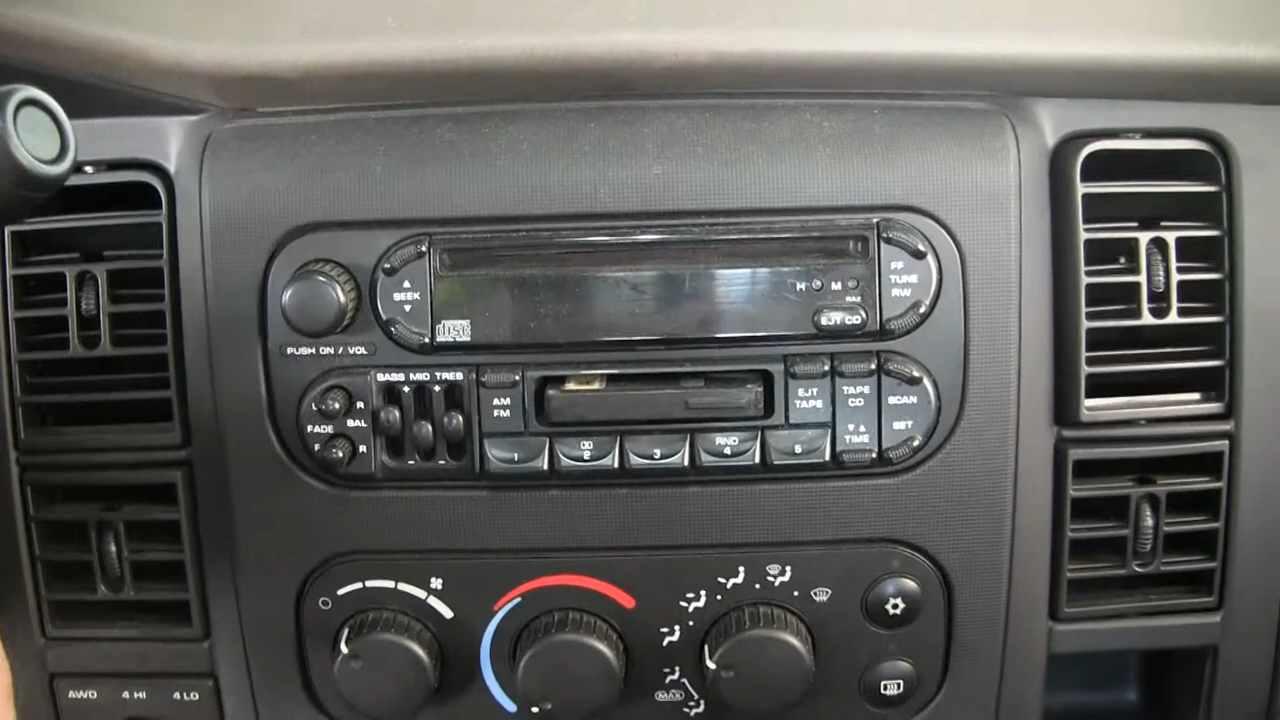 SEEK
PUSH ON / VOL
disc
H M
RAZ
EJT CD
FF
TUNE
RW
BASS MID TREB
L R
BAL
FADE
F R
AM
FM
EJT
TAPE
TAPE
CD
TIME
SCAN
SET
1
2
3
RND
4
5
MAX
AWD 4 HI 4 LO